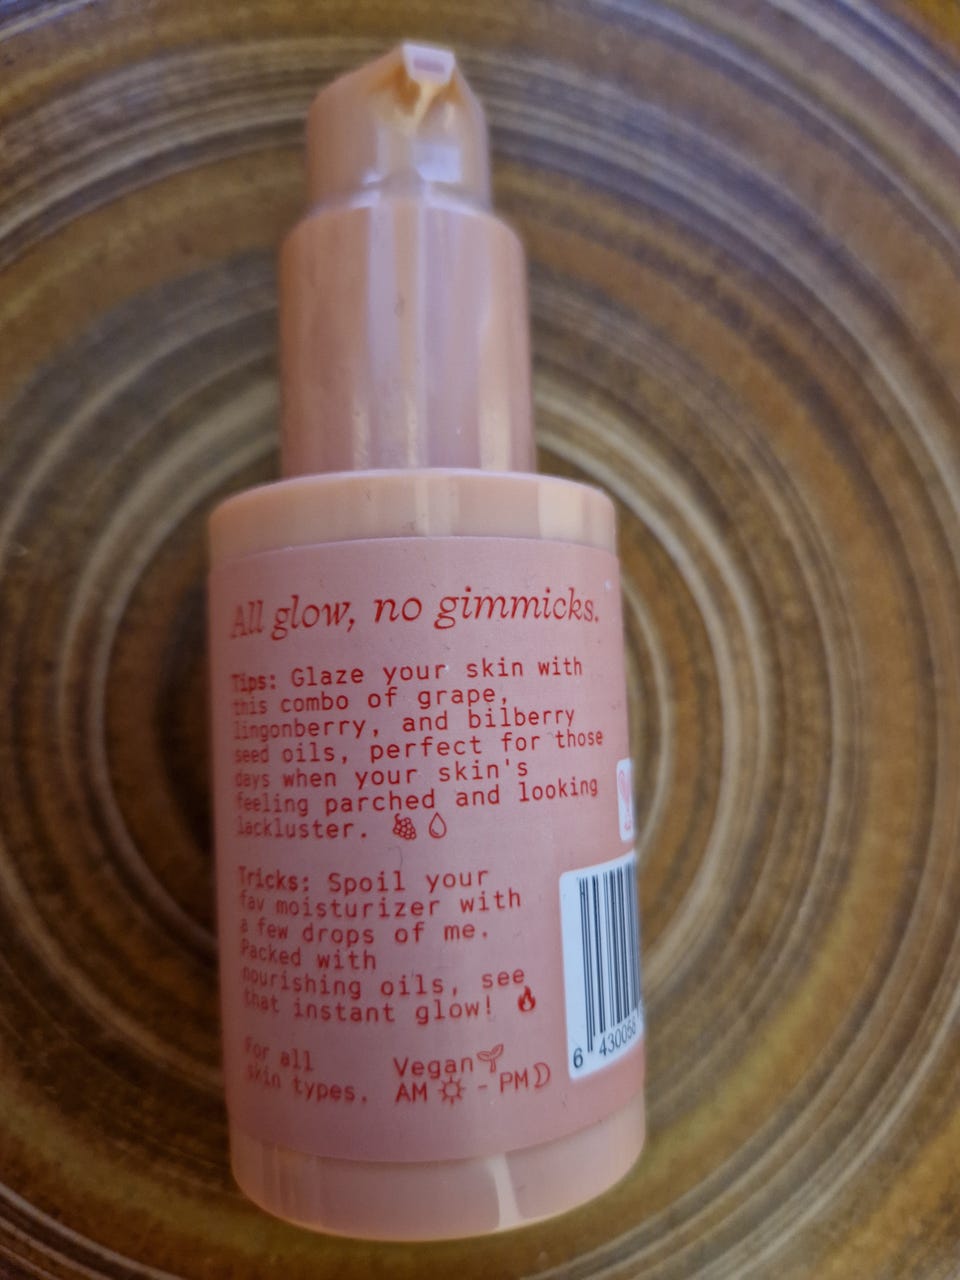 All glow, no gimmicks.
Tips: Glaze your skin with
this combo of grape,
lingonberry, and bilberry
seed oils, perfect for those
days when your skin's
feeling parched and looking
lackluster.
Tricks: Spoil your
fav moisturizer with
a few drops of me.
Packed with
nourishing oils, see
that instant glow!
For all
skin types.
Vegan
AM - PM
6 430056